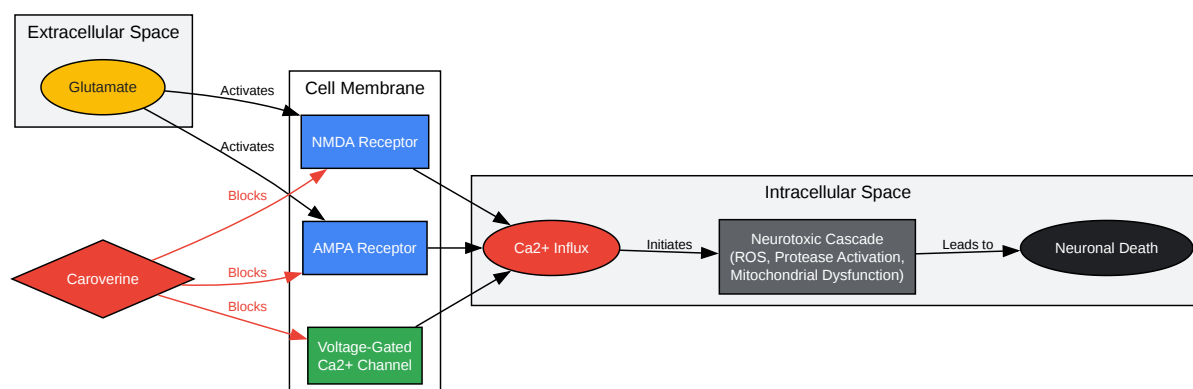 Extracellular Space
Glutamate
Activates
Activates
Cell Membrane
NMDA Receptor
Blocks
AMPA Receptor
Caroverine
Blocks
Blocks
Voltage-Gated
Ca2+ Channel
Intracellular Space
Ca2+ Influx
Initiates
Neurotoxic Cascade
(ROS, Protease Activation,
Mitochondrial Dysfunction)
Leads to
Neuronal Death